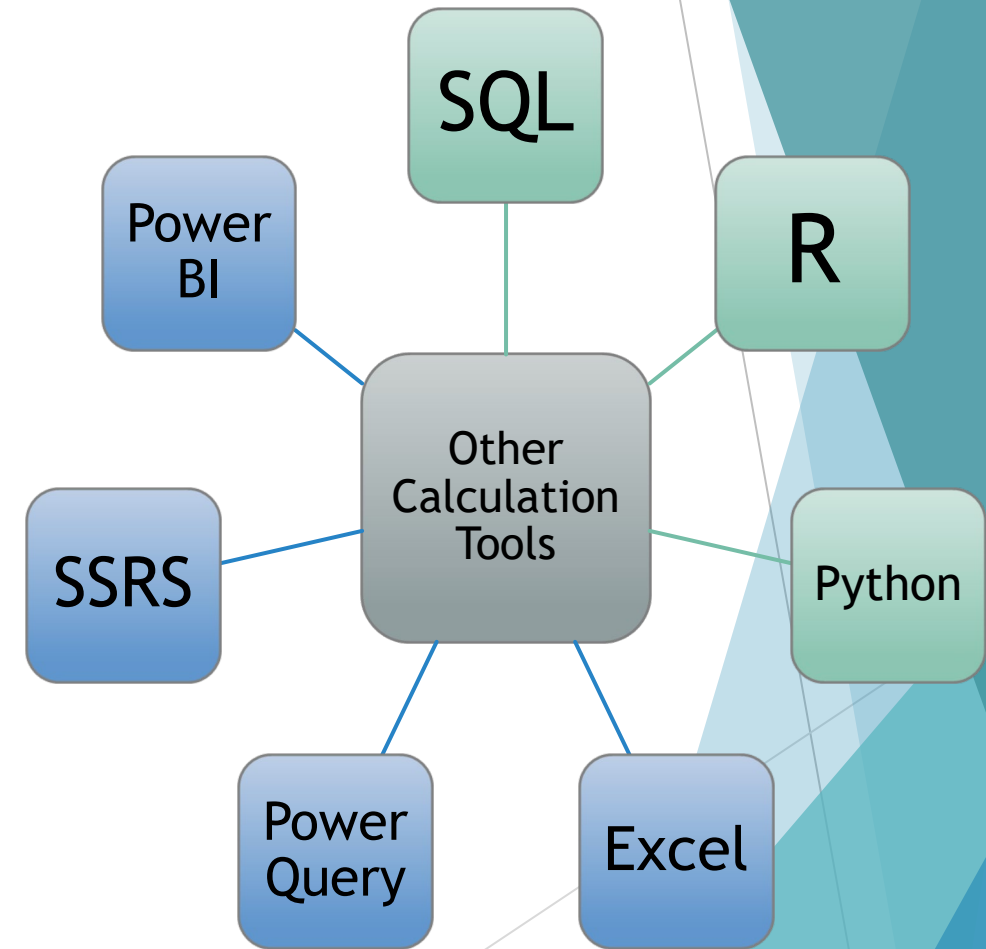 SQL
Power
BI
R
Other
Calculation
Tools
SSRS
Python
Power
Query
Excel